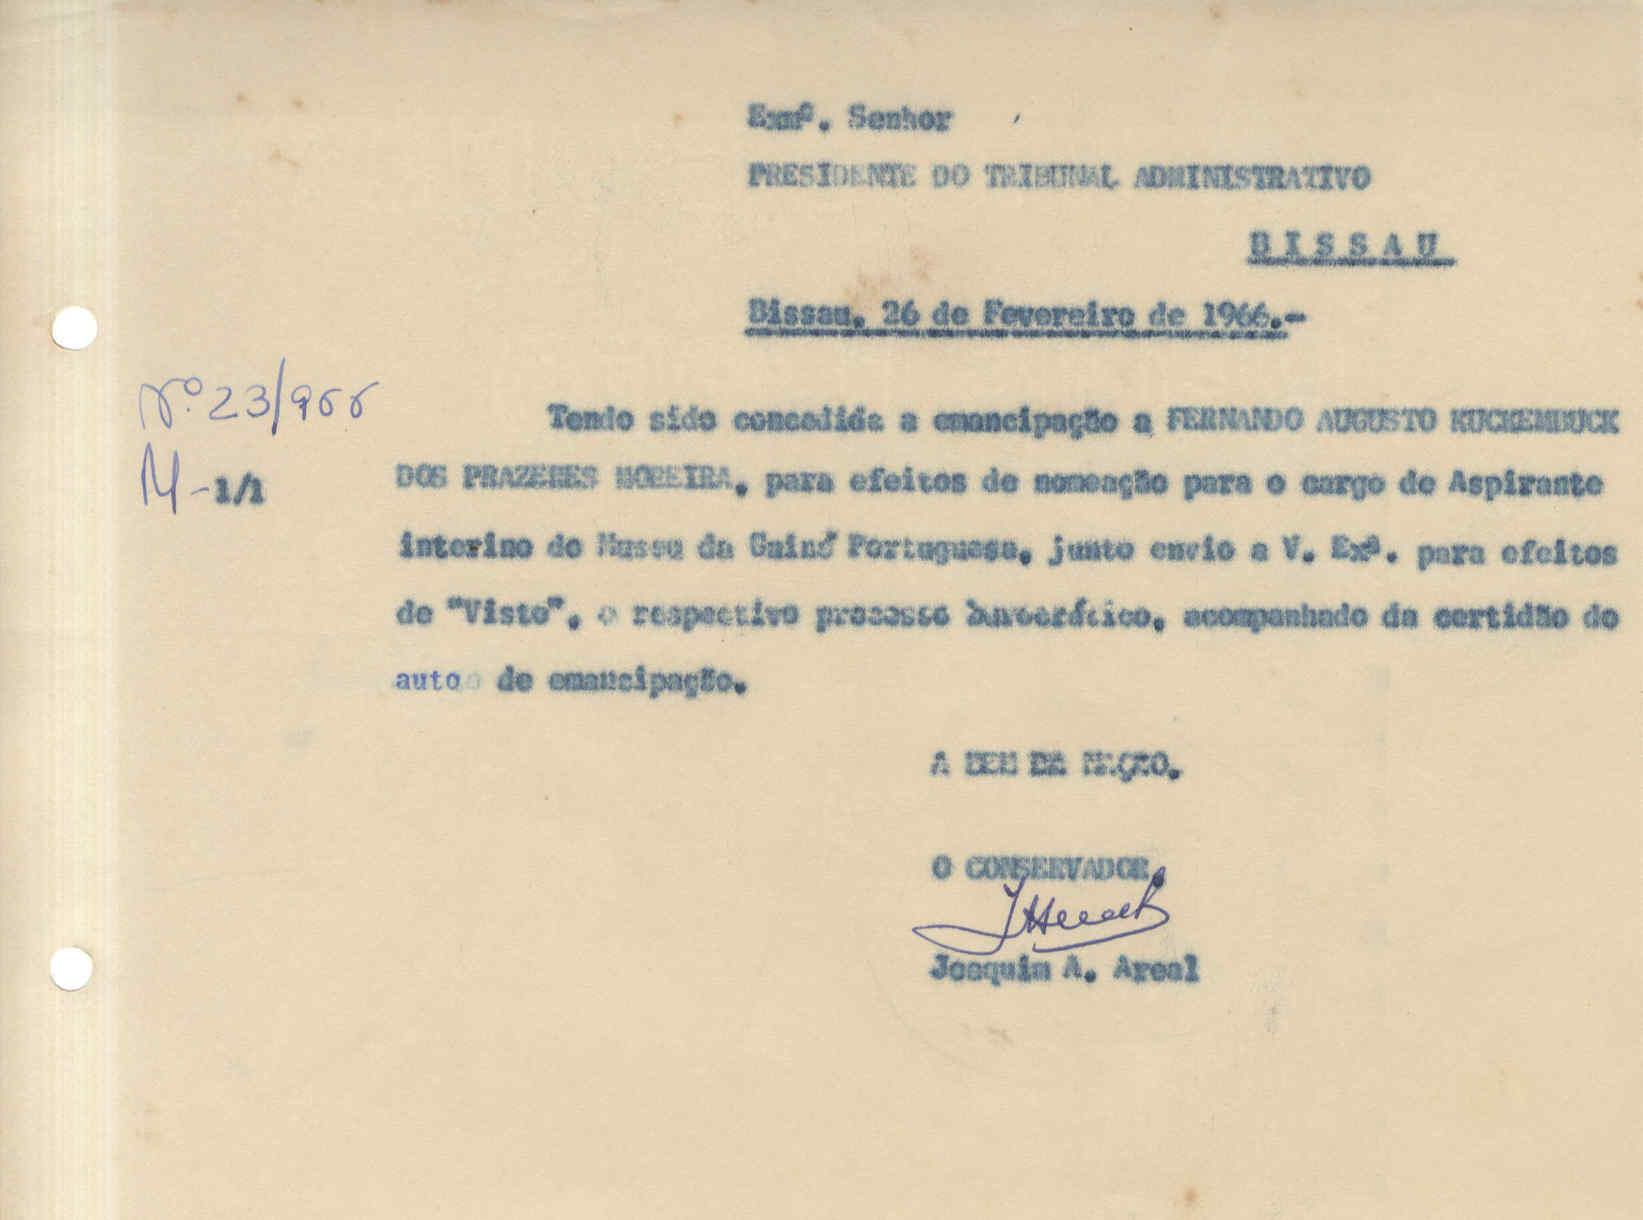 Exmº. Senhor
PRESIDENTE DO TRIBUNAL ADMINISTRATIVO
BISSAU
Bissau, 26 de Fevereiro de 1966.-
Nº. 23/966
M-1/1
Tendo sido concedida a emancipação a FERNANDO AUGUSTO KUCKEMBUCK
DOS PRAZERES MOREIRA, para efeitos de nomeação para o cargo de Aspirante
interino do Museu da Guiné Portuguesa, junto envio a V. Exª. para efeitos
de "Visto", o respectivo processo burocrático, acompanhado da certidão do
auto de emancipação.
A BEM DA NAÇÃO.
O CONSERVADOR,
Joaquim A. Areal